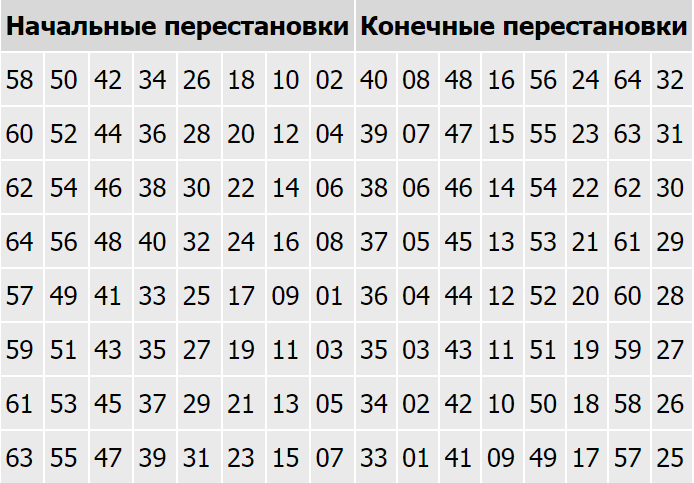 Начальные перестановки Конечные перестановки
58 50 42 34 26 18 10 02 40 08 48 16 56 24 64 32
60 52 44 36 28 20 12 04 39 07 47 15 55 23 63 31
62 54 46 38 30 22 14 06 38 06 46 14 54 22 62 30
64 56 48 40 32 24 16 08 37 05 45 13 53 21 61 29
57 49 41 33 25 17 09 01 36 04 44 12 52 20 60 28
59 51 43 35 27 19 11 03 35 03 43 11 51 19 59 27
61 53 45 37 29 21 13 05 34 02 42 10 50 18 58 26
63 55 47 39 31 23 15 07 33 01 41 09 49 17 57 25